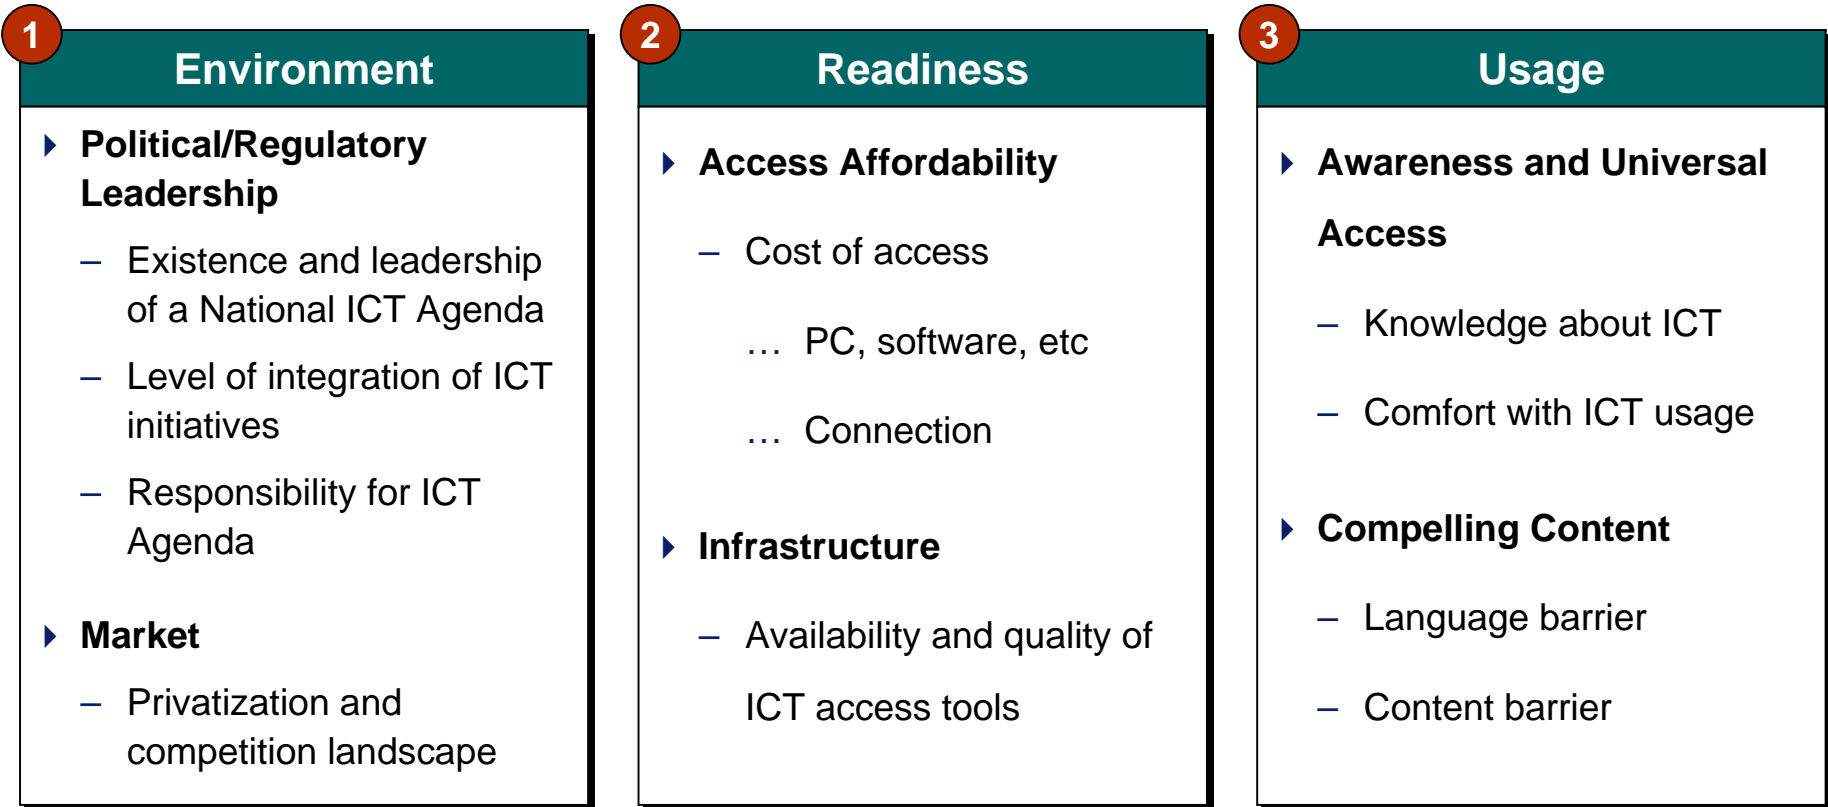 1
Environment
Political/Regulatory
Leadership
– Existence and leadership
of a National ICT Agenda
– Level of integration of ICT
initiatives
– Responsibility for ICT
Agenda
Market
– Privatization and
competition landscape
2
Readiness
Access Affordability
– Cost of access
… PC, software, etc
… Connection
Infrastructure
– Availability and quality of
ICT access tools
3
Usage
Awareness and Universal
Access
– Knowledge about ICT
– Comfort with ICT usage
Compelling Content
– Language barrier
– Content barrier